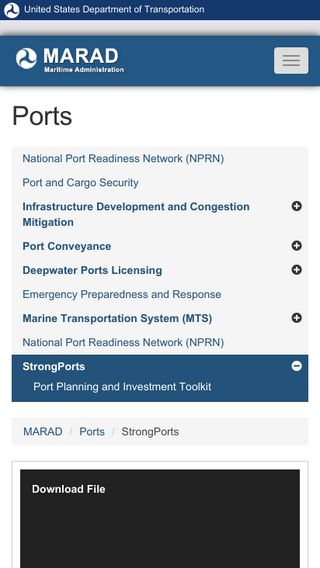 United States Department of Transportation
MARAD
Maritime Administration
Ports
National Port Readiness Network (NPRN)
Port and Cargo Security
Infrastructure Development and Congestion
Mitigation
Port Conveyance
Deepwater Ports Licensing
Emergency Preparedness and Response
Marine Transportation System (MTS)
National Port Readiness Network (NPRN)
StrongPorts
Port Planning and Investment Toolkit
MARAD / Ports / StrongPorts
Download File